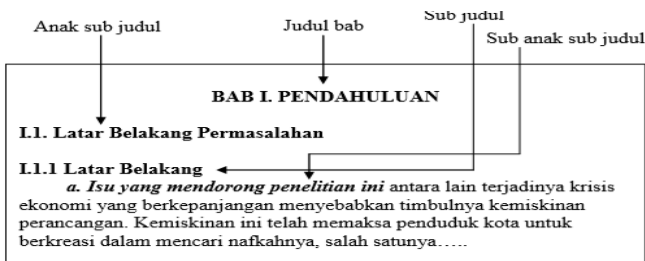 Sub judul
Anak sub judul
Judul bab
Sub anak sub judul
BAB I. PENDAHULUAN
I.1. Latar Belakang Permasalahan
I.1.1 Latar Belakang
a. Isu yang mendorong penelitian ini antara lain terjadinya krisis
ekonomi yang berkepanjangan menyebabkan timbulnya kemiskinan
perancangan. Kemiskinan ini telah memaksa penduduk kota untuk
berkreasi dalam mencari nafkahnya, salah satunya…..